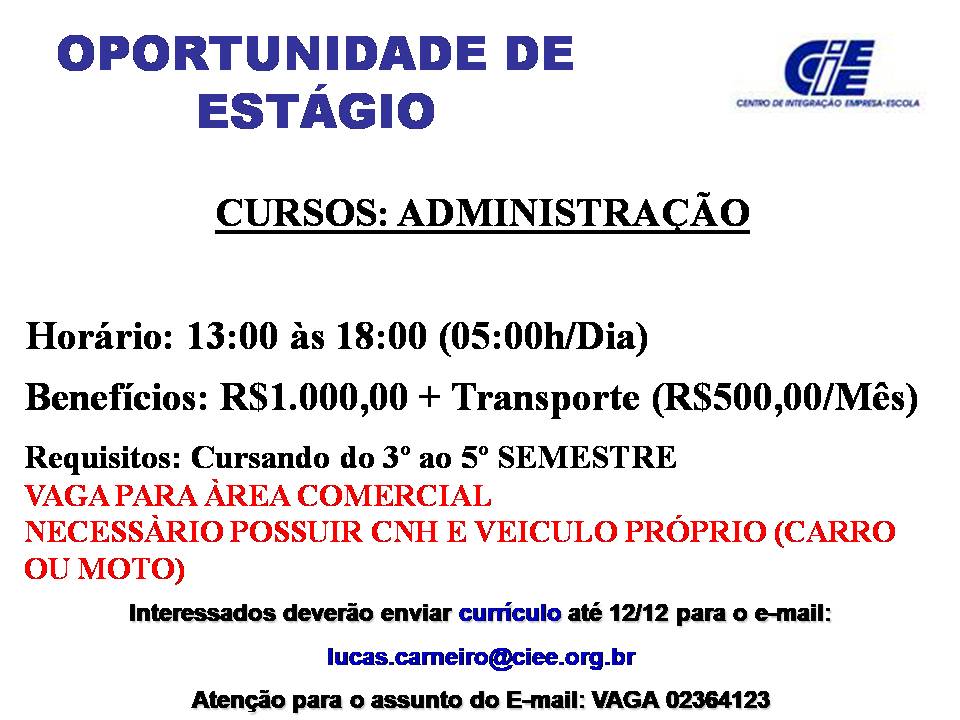 OPORTUNIDADE DE
ESTÁGIO
CIEE
CENTRO DE INTEGRAÇÃO EMPRESA-ESCOLA
CURSOS: ADMINISTRAÇÃO
Horário: 13:00 às 18:00 (05:00h/Dia)
Benefícios: R$1.000,00 + Transporte (R$500,00/Mês)
Requisitos: Cursando do 3º ao 5º SEMESTRE
VAGA PARA ÀREA COMERCIAL
NECESSÀRIO POSSUIR CNH E VEICULO PRÓPRIO (CARRO
OU MOTO)
Interessados deverão enviar currículo até 12/12 para o e-mail:
lucas.carneiro@ciee.org.br
Atenção para o assunto do E-mail: VAGA 02364123